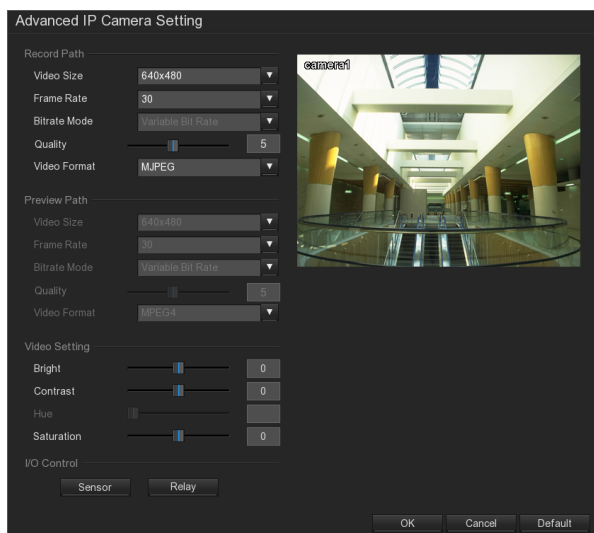 Advanced IP Camera Setting
Record Path
Video Size 640x480
Frame Rate 30
Bitrate Mode Variable Bit Rate
Quality 5
Video Format MJPEG
Preview Path
Video Size 640x480
Frame Rate 30
Bitrate Mode Variable Bit Rate
Quality 5
Video Format MPEG4
Video Setting
Bright 0
Contrast 0
Hue
Saturation 0
I/O Control
Sensor Relay
camera1
OK Cancel Default